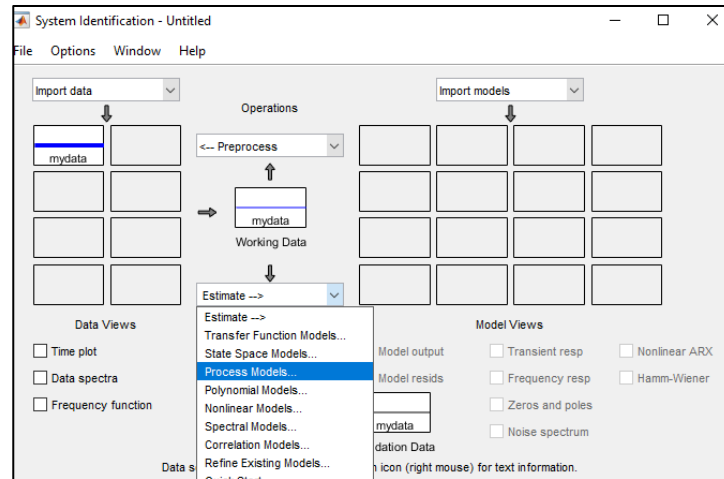 System Identification - Untitled
File Options Window Help
Import data
Import models
Operations
mydata
<-- Preprocess
mydata
Working Data
Estimate -->
Estimate -->
Transfer Function Models...
State Space Models...
Process Models...
Polynomial Models...
Nonlinear Models...
Spectral Models...
Correlation Models...
Refine Existing Models...
Data Views
Time plot
Data spectra
Frequency function
Model Views
Model output
Transient resp
Nonlinear ARX
Model resids
Frequency resp
Hamm-Wiener
Zeros and poles
Noise spectrum
mydata
dation Data
Data s
icon (right mouse) for text information.